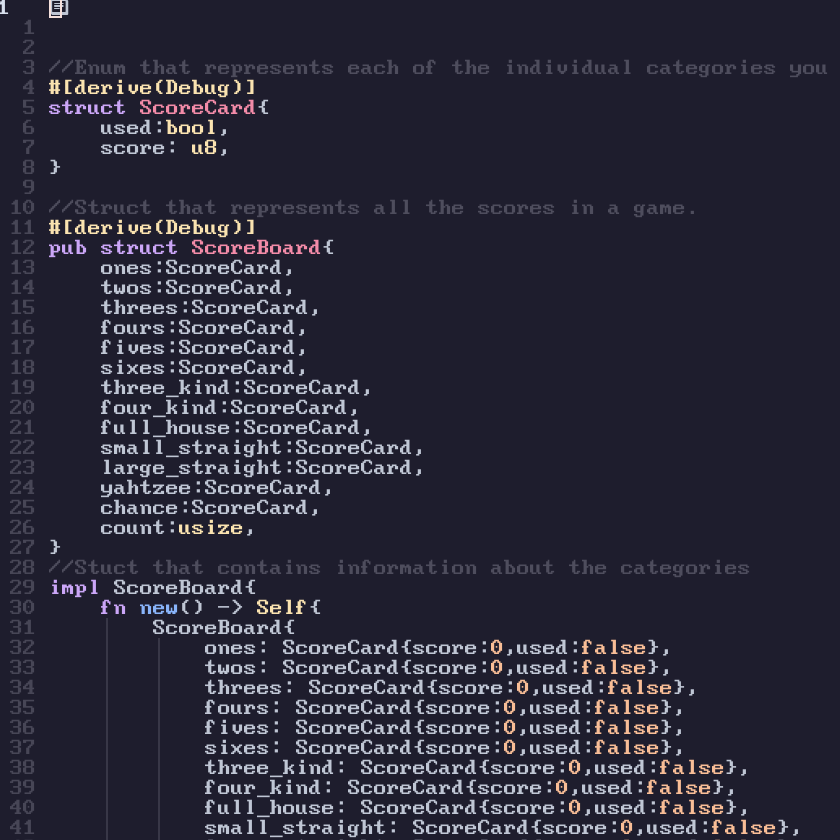 1
1
2
3 //Enum that represents each of the individual categories you
4 #[derive(Debug)]
5 struct ScoreCard{
6     used:bool,
7     score: u8,
8 }
9
10 //Struct that represents all the scores in a game.
11 #[derive(Debug)]
12 pub struct ScoreBoard{
13     ones:ScoreCard,
14     twos:ScoreCard,
15     threes:ScoreCard,
16     fours:ScoreCard,
17     fives:ScoreCard,
18     sixes:ScoreCard,
19     three_kind:ScoreCard,
20     four_kind:ScoreCard,
21     full_house:ScoreCard,
22     small_straight:ScoreCard,
23     large_straight:ScoreCard,
24     yahtzee:ScoreCard,
25     chance:ScoreCard,
26     count:usize,
27 }
28 //Stuct that contains information about the categories
29 impl ScoreBoard{
30     fn new() -> Self{
31         ScoreBoard{
32             ones: ScoreCard{score:0,used:false},
33             twos: ScoreCard{score:0,used:false},
34             threes: ScoreCard{score:0,used:false},
35             fours: ScoreCard{score:0,used:false},
36             fives: ScoreCard{score:0,used:false},
37             sixes: ScoreCard{score:0,used:false},
38             three_kind: ScoreCard{score:0,used:false},
39             four_kind: ScoreCard{score:0,used:false},
40             full_house: ScoreCard{score:0,used:false},
41             small_straight: ScoreCard{score:0,used:false},